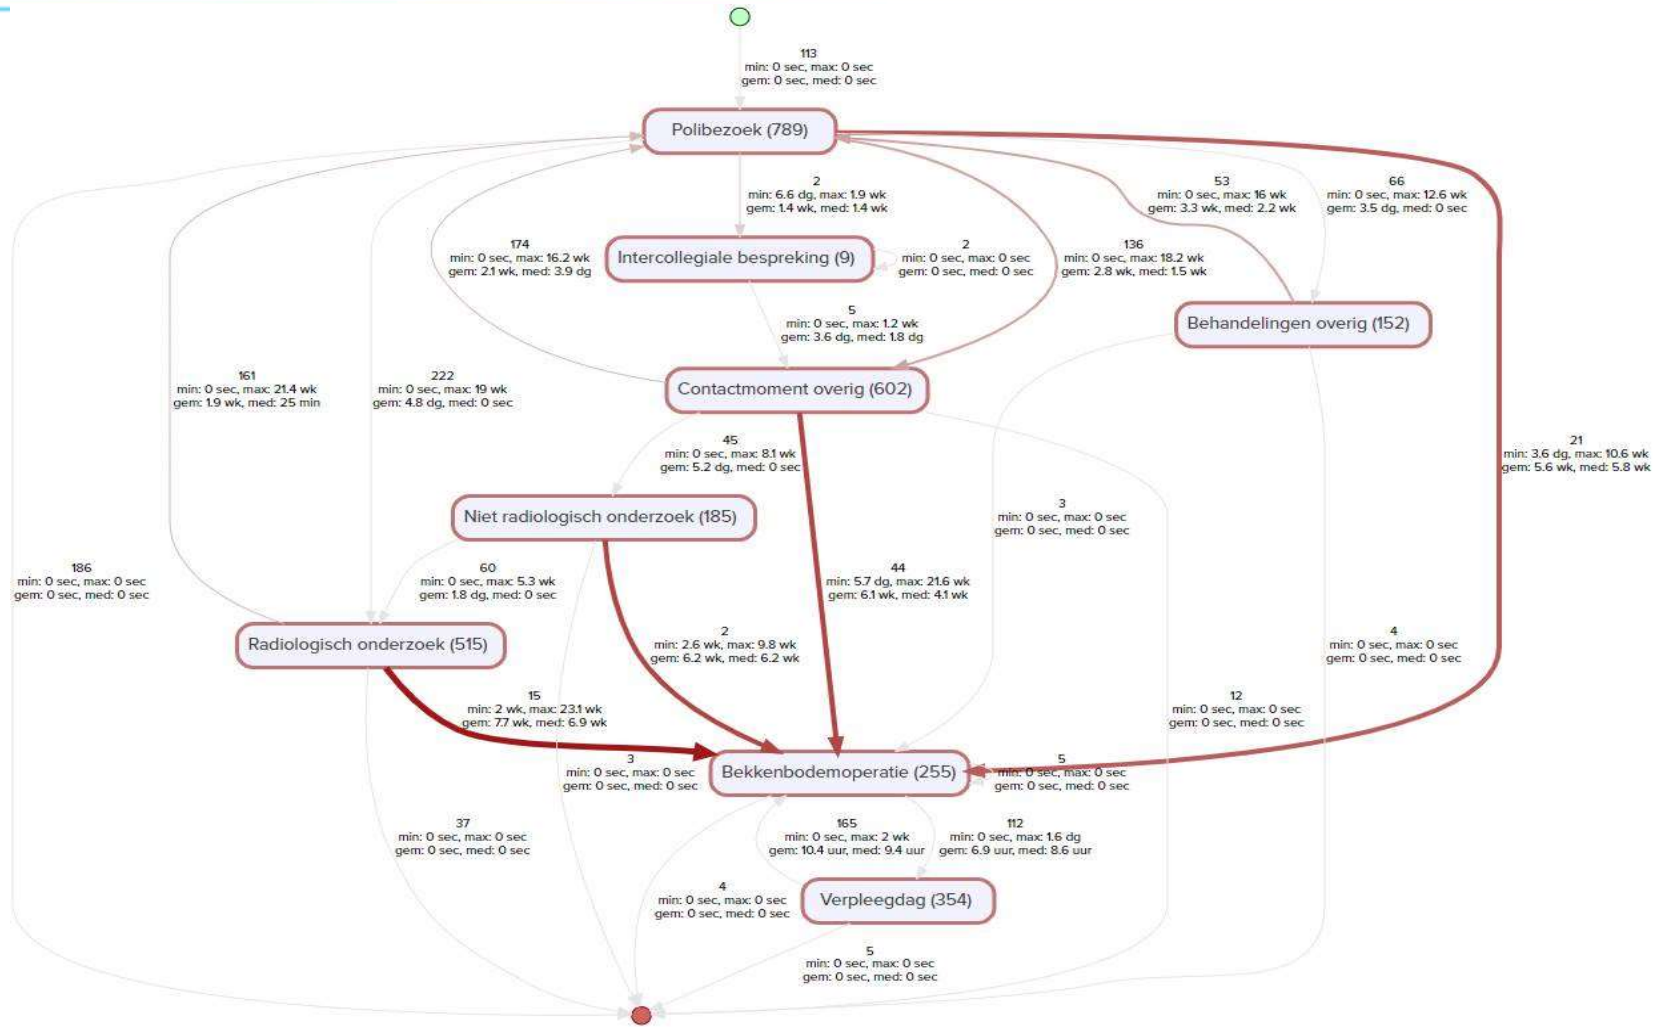 113
min: 0 sec, max: 0 sec
gem: 0 sec, med: 0 sec
Polibezoek (789)
2
min: 6.6 dg, max: 1.9 wk
gem: 1.4 wk, med: 1.4 wk
53
min: 0 sec, max: 16 wk
gem: 3.3 wk, med: 2.2 wk
66
min: 0 sec, max: 12.6 wk
gem: 3.5 dg, med: 0 sec
174
min: 0 sec, max: 16.2 wk
gem: 2.1 wk, med: 3.9 dg
Intercollegiale bespreking (9)
2
min: 0 sec, max: 0 sec
gem: 0 sec, med: 0 sec
136
min: 0 sec, max: 18.2 wk
gem: 2.8 wk, med: 1.5 wk
5
min: 0 sec, max: 1.2 wk
gem: 3.6 dg, med: 1.8 dg
Behandelingen overig (152)
161
min: 0 sec, max: 21.4 wk
gem: 1.9 wk, med: 25 min
222
min: 0 sec, max: 19 wk
gem: 4.8 dg, med: 0 sec
Contactmoment overig (602)
45
min: 0 sec, max: 8.1 wk
gem: 5.2 dg, med: 0 sec
21
min: 3.6 dg, max: 10.6 wk
gem: 5.6 wk, med: 5.8 wk
Niet radiologisch onderzoek (185)
3
min: 0 sec, max: 0 sec
gem: 0 sec, med: 0 sec
186
min: 0 sec, max: 0 sec
gem: 0 sec, med: 0 sec
60
min: 0 sec, max: 5.3 wk
gem: 1.8 dg, med: 0 sec
44
min: 5.7 dg, max: 21.6 wk
gem: 6.1 wk, med: 4.1 wk
Radiologisch onderzoek (515)
2
min: 2.6 wk, max: 9.8 wk
gem: 6.2 wk, med: 6.2 wk
4
min: 0 sec, max: 0 sec
gem: 0 sec, med: 0 sec
15
min: 2 wk, max: 23.1 wk
gem: 7.7 wk, med: 6.9 wk
12
min: 0 sec, max: 0 sec
gem: 0 sec, med: 0 sec
3
min: 0 sec, max: 0 sec
gem: 0 sec, med: 0 sec
Bekkenbodemoperatie (255)
5
min: 0 sec, max: 0 sec
gem: 0 sec, med: 0 sec
37
min: 0 sec, max: 0 sec
gem: 0 sec, med: 0 sec
165
min: 0 sec, max: 2 wk
gem: 10.4 uur, med: 9.4 uur
112
min: 0 sec, max: 1.6 dg
gem: 6.9 uur, med: 8.6 uur
4
min: 0 sec, max: 0 sec
gem: 0 sec, med: 0 sec
Verpleegdag (354)
5
min: 0 sec, max: 0 sec
gem: 0 sec, med: 0 sec